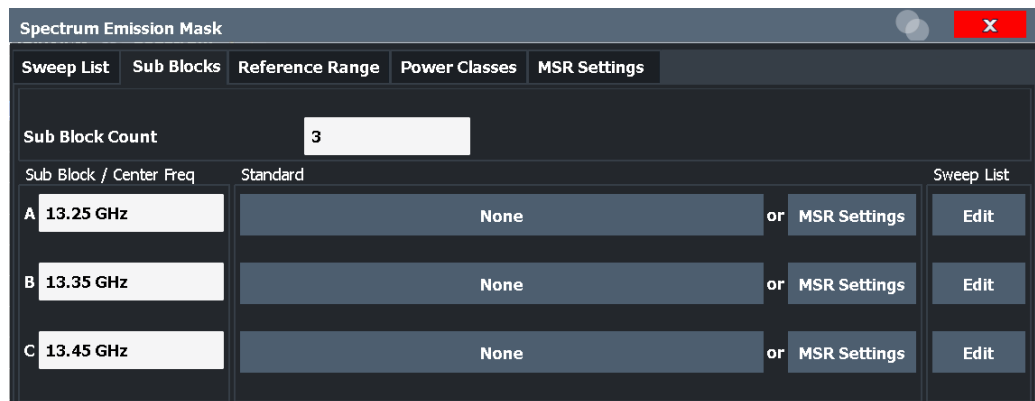 Spectrum Emission Mask
X
Sweep List Sub Blocks Reference Range Power Classes MSR Settings
Sub Block Count 3
Sub Block / Center Freq Standard Sweep List
A 13.25 GHz None or MSR Settings Edit
B 13.35 GHz None or MSR Settings Edit
C 13.45 GHz None or MSR Settings Edit